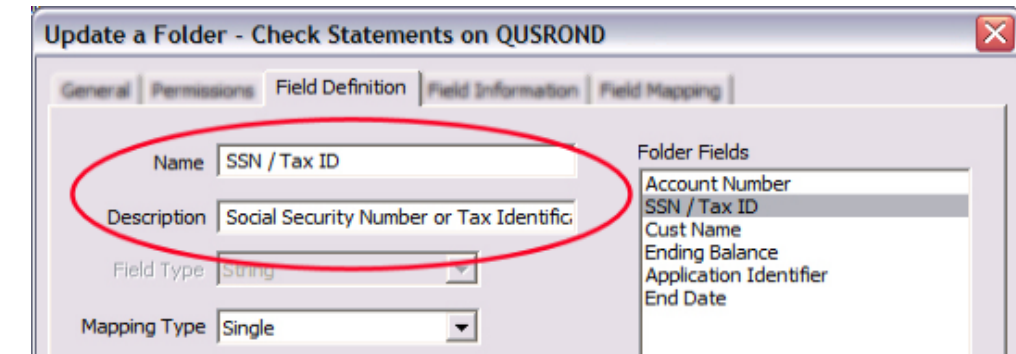 Update a Folder - Check Statements on QUSROND
General Permissions Field Definition Field Information Field Mapping
Name SSN / Tax ID
Description Social Security Number or Tax Identific
Field Type String
Mapping Type Single
Folder Fields
Account Number
SSN / Tax ID
Cust Name
Ending Balance
Application Identifier
End Date